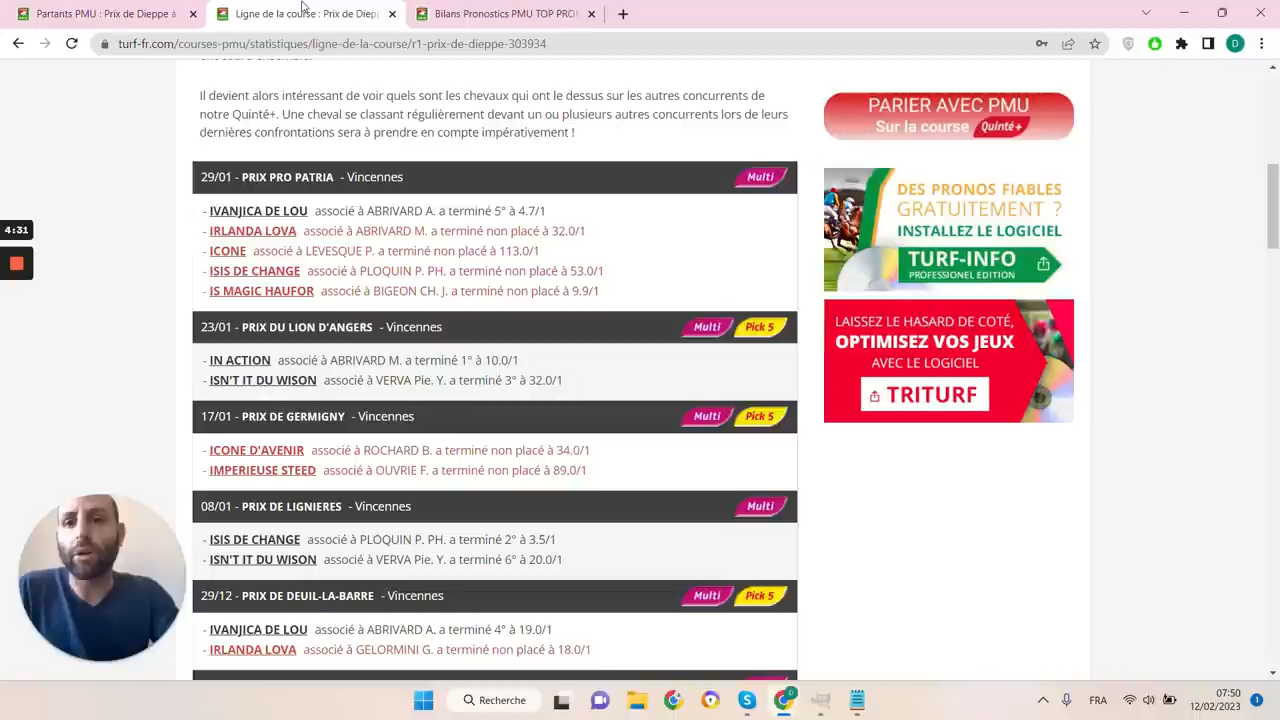 Partants PMU : Prix de Dieppe à
Ligne de la course : Prix de Diep
Bilans Sportifs PMU TOP PRO
turf-fr.com/courses-pmu/statistiques/ligne-de-la-course/r1-prix-de-dieppe-303934
Il devient alors intéressant de voir quels sont les chevaux qui ont le dessus sur les autres concurrents de
notre Quinté+. Une cheval se classant régulièrement devant un ou plusieurs autres concurrents lors de leurs
dernières confrontations sera à prendre en compte impérativement !
29/01 - PRIX PRO PATRIA - Vincennes Multi
- IVANJICA DE LOU associé à ABRIVARD A. a terminé 5° à 4.7/1
- IRLANDA LOVA associé à ABRIVARD M. a terminé non placé à 32.0/1
- ICONE associé à LEVESQUE P. a terminé non placé à 113.0/1
- ISIS DE CHANGE associé à PLOQUIN P. PH. a terminé non placé à 53.0/1
- IS MAGIC HAUFOR associé à BIGEON CH. J. a terminé non placé à 9.9/1
23/01 - PRIX DU LION D'ANGERS - Vincennes Multi Pick 5
- IN ACTION associé à ABRIVARD M. a terminé 1° à 10.0/1
- ISN'T IT DU WISON associé à VERVA Pie. Y. a terminé 3° à 32.0/1
17/01 - PRIX DE GERMIGNY - Vincennes Multi Pick 5
- ICONE D'AVENIR associé à ROCHARD B. a terminé non placé à 34.0/1
- IMPERIEUSE STEED associé à OUVRIE F. a terminé non placé à 89.0/1
08/01 - PRIX DE LIGNIERES - Vincennes Multi
- ISIS DE CHANGE associé à PLOQUIN P. PH. a terminé 2° à 3.5/1
- ISN'T IT DU WISON associé à VERVA Pie. Y. a terminé 6° à 20.0/1
29/12 - PRIX DE DEUIL-LA-BARRE - Vincennes Multi Pick 5
- IVANJICA DE LOU associé à ABRIVARD A. a terminé 4° à 19.0/1
- IRLANDA LOVA associé à GELORMINI G. a terminé non placé à 18.0/1
PARIER AVEC PMU
Sur la course Quinté+
DES PRONOS FIABLES
GRATUITEMENT ?
INSTALLEZ LE LOGICIEL
TURF-INFO
PROFESSIONEL EDITION
LAISSEZ LE HASARD DE COTÉ,
OPTIMISEZ VOS JEUX
AVEC LE LOGICIEL
TRITURF
4:31
Rechercher
FRA
07:50
12/02/2023